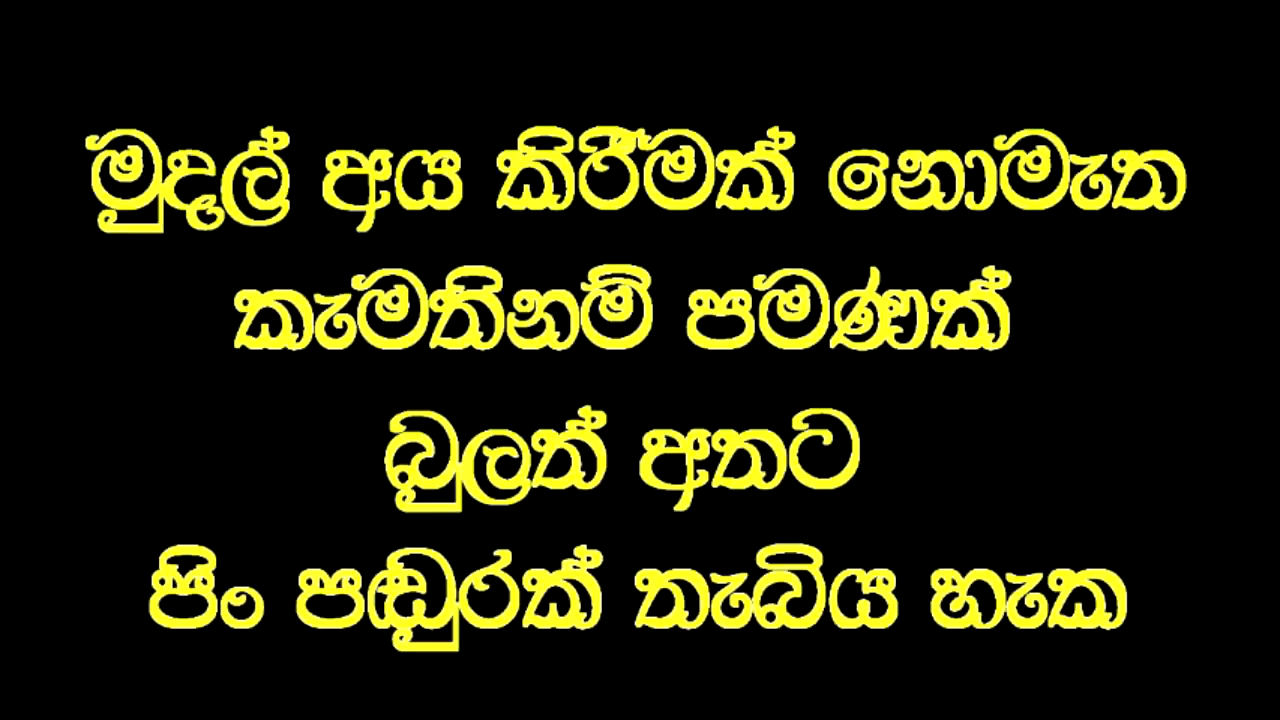 මුදල් අය කිරීමක් නොමැත
කැමතිනම් පමණක්
බුලත් අතට
පිං පඬුරක් තැබිය හැක